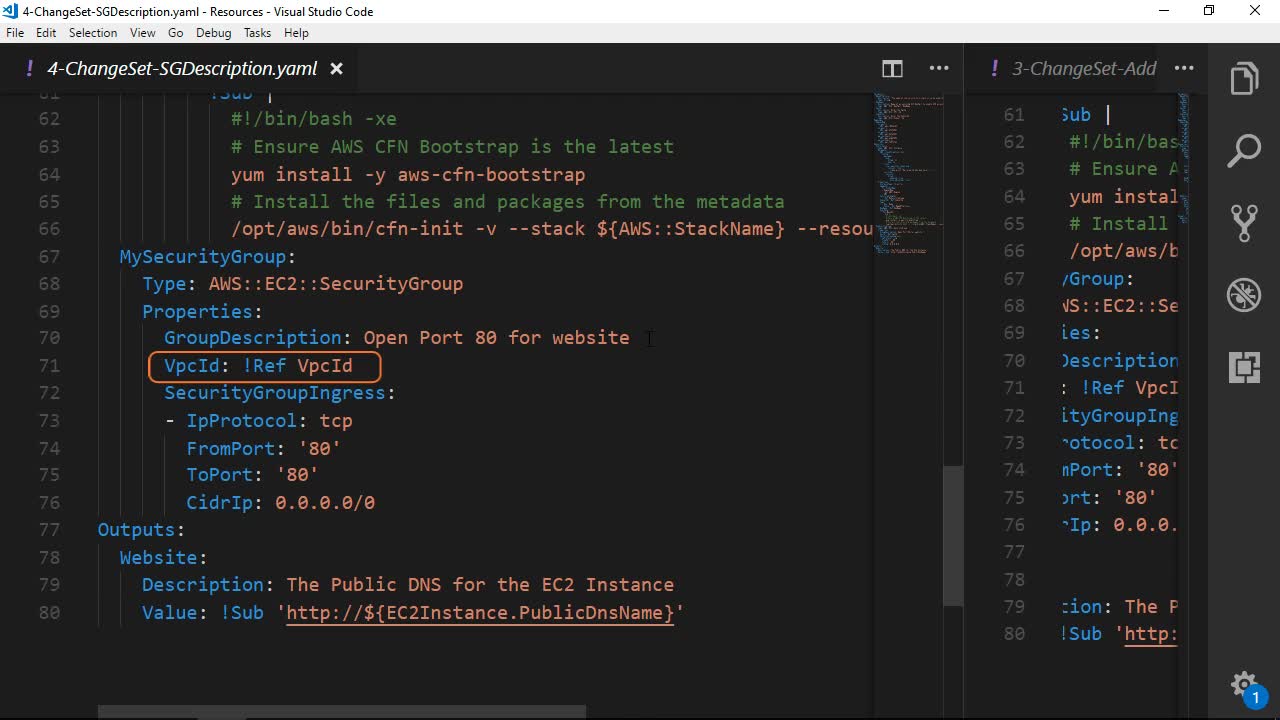 4-ChangeSet-SGDescription.yaml - Resources - Visual Studio Code
File Edit Selection View Go Debug Tasks Help
! 4-ChangeSet-SGDescription.yaml
! 3-ChangeSet-Add
61 !Sub |
62 #!/bin/bash -xe
63 # Ensure AWS CFN Bootstrap is the latest
64 yum install -y aws-cfn-bootstrap
65 # Install the files and packages from the metadata
66 /opt/aws/bin/cfn-init -v --stack ${AWS::StackName} --resou
67 MySecurityGroup:
68 Type: AWS::EC2::SecurityGroup
69 Properties:
70 GroupDescription: Open Port 80 for website
71 VpcId: !Ref VpcId
72 SecurityGroupIngress:
73 - IpProtocol: tcp
74 FromPort: '80'
75 ToPort: '80'
76 CidrIp: 0.0.0.0/0
77 Outputs:
78 Website:
79 Description: The Public DNS for the EC2 Instance
80 Value: !Sub 'http://${EC2Instance.PublicDnsName}'
61 Sub |
62 #!/bin/bas
63 # Ensure A
64 yum instal
65 # Install
66 /opt/aws/b
67 yGroup:
68 WS::EC2::Se
69 ies:
70 Description
71 : !Ref VpcI
72 ityGroupIng
73 rotocol: tc
74 mPort: '80'
75 ort: '80'
76 rIp: 0.0.0.
77
78
79 tion: The P
80 !Sub 'http:
1